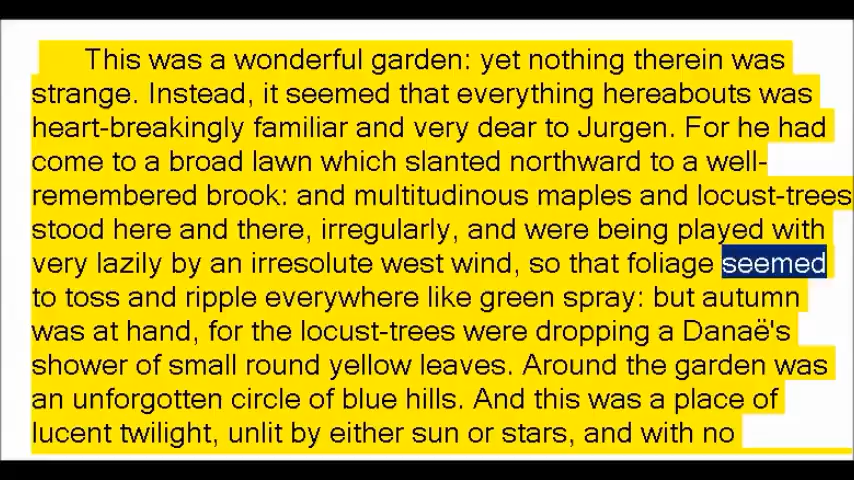 This was a wonderful garden: yet nothing therein was
strange. Instead, it seemed that everything hereabouts was
heart-breakingly familiar and very dear to Jurgen. For he had
come to a broad lawn which slanted northward to a well-
remembered brook: and multitudinous maples and locust-trees
stood here and there, irregularly, and were being played with
very lazily by an irresolute west wind, so that foliage seemed
to toss and ripple everywhere like green spray: but autumn
was at hand, for the locust-trees were dropping a Danaë's
shower of small round yellow leaves. Around the garden was
an unforgotten circle of blue hills. And this was a place of
lucent twilight, unlit by either sun or stars, and with no